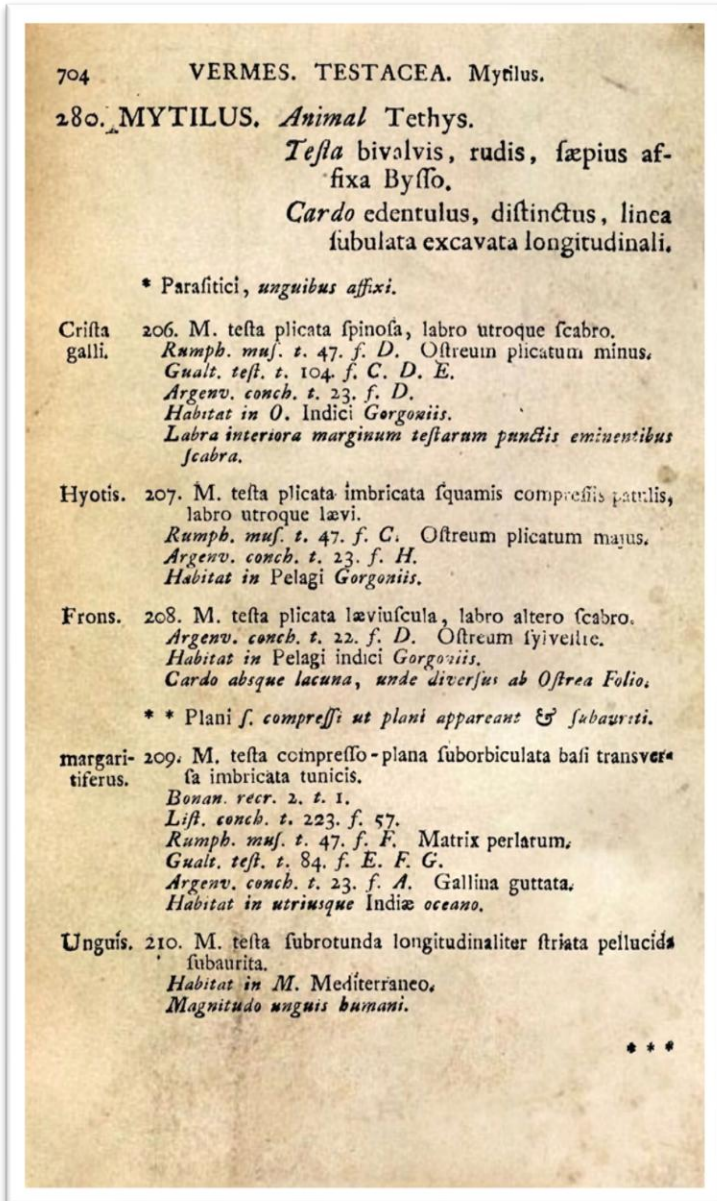 704 VERMES. TESTACEA. Mytilus.
280. MYTILUS. Animal Tethys.
Teſta bivalvis, rudis, ſæpius af-
fixa Byſſo.
Cardo edentulus, diſtinctus, linea
ſubulata excavata longitudinali.
* Paraſitici, unguibus affixi.
Criſta galli. 206. M. teſta plicata ſpinoſa, labro utroque ſcabro.
Rumph. muſ. t. 47. f. D. Oſtreum plicatum minus.
Gualt. teſt. t. 104. f. C. D. E.
Argenv. conch. t. 23. f. D.
Habitat in O. Indici Gorgoniis.
Labra interiora marginum teſtarum punctis eminentibus
ſcabra.
Hyotis. 207. M. teſta plicata imbricata ſquamis compreſſis patulis,
labro utroque lævi.
Rumph. muſ. t. 47. f. C. Oſtreum plicatum majus.
Argenv. conch. t. 23. f. H.
Habitat in Pelagi Gorgoniis.
Frons. 208. M. teſta plicata læviuſcula, labro altero ſcabro.
Argenv. conch. t. 22. f. D. Oſtreum ſylveſtre.
Habitat in Pelagi indici Gorgoniis.
Cardo absque lacuna, unde diverſus ab Oſtrea Folio.
* * Plani ſ. compreſſi ut plani appareant & ſubauriti.
margari-tiferus. 209. M. teſta compreſſo-plana ſuborbiculata baſi transver-
ſa imbricata tunicis.
Bonan. recr. 2. t. 1.
Liſt. conch. t. 223. f. 57.
Rumph. muſ. t. 47. f. F. Matrix perlarum.
Gualt. teſt. t. 84. f. E. F. G.
Argenv. conch. t. 23. f. A. Gallina guttata.
Habitat in utriusque Indiæ oceano.
Unguis. 210. M. teſta ſubrotunda longitudinaliter ſtriata pellucida
ſubaurita.
Habitat in M. Mediterraneo.
Magnitudo unguis humani.
* * *